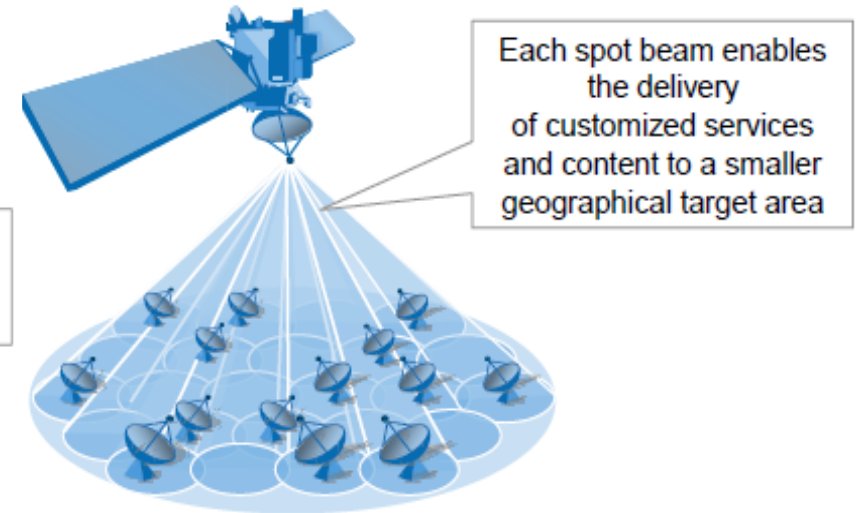 Each spot beam enables
the delivery
of customized services
and content to a smaller
geographical target area